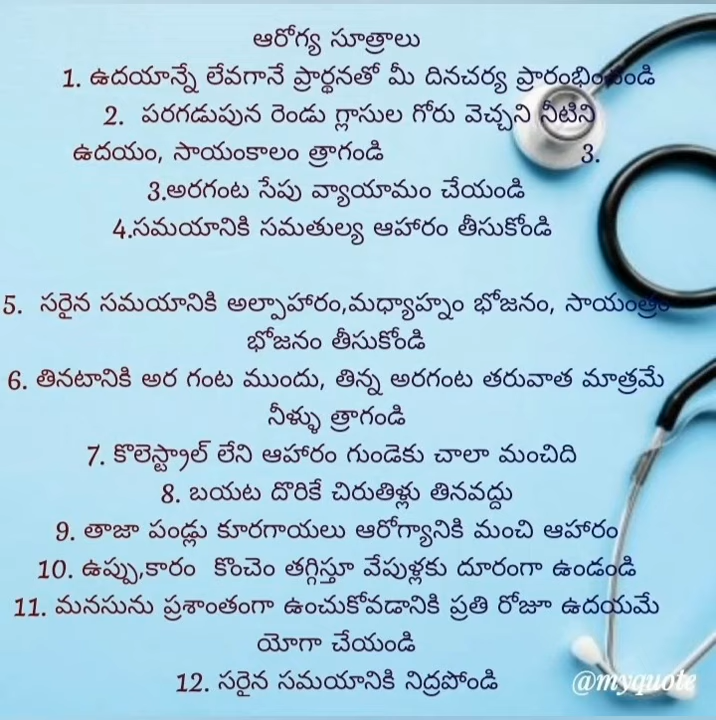 ఆరోగ్య సూత్రాలు
1. ఉదయాన్నే లేవగానే ప్రార్థనతో మీ దినచర్య ప్రారంభించండి
2. పరగడుపున రెండు గ్లాసుల గోరు వెచ్చని నీటిని
ఉదయం, సాయంకాలం త్రాగండి 3.
3.అరగంట సేపు వ్యాయామం చేయండి
4.సమయానికి సమతుల్య ఆహారం తీసుకోండి
5. సరైన సమయానికి అల్పాహారం,మధ్యాహ్నం భోజనం, సాయంత్రం
భోజనం తీసుకోండి
6. తినటానికి అర గంట ముందు, తిన్న అరగంట తరువాత మాత్రమే
నీళ్ళు త్రాగండి
7. కొలెస్ట్రాల్ లేని ఆహారం గుండెకు చాలా మంచిది
8. బయట దొరికే చిరుతిళ్లు తినవద్దు
9. తాజా పండ్లు కూరగాయలు ఆరోగ్యానికి మంచి ఆహారం
10. ఉప్పు,కారం కొంచెం తగ్గిస్తూ వేపుళ్లకు దూరంగా ఉండండి
11. మనసును ప్రశాంతంగా ఉంచుకోవడానికి ప్రతి రోజూ ఉదయమే
యోగా చేయండి
12. సరైన సమయానికి నిద్రపోండి
@myquote